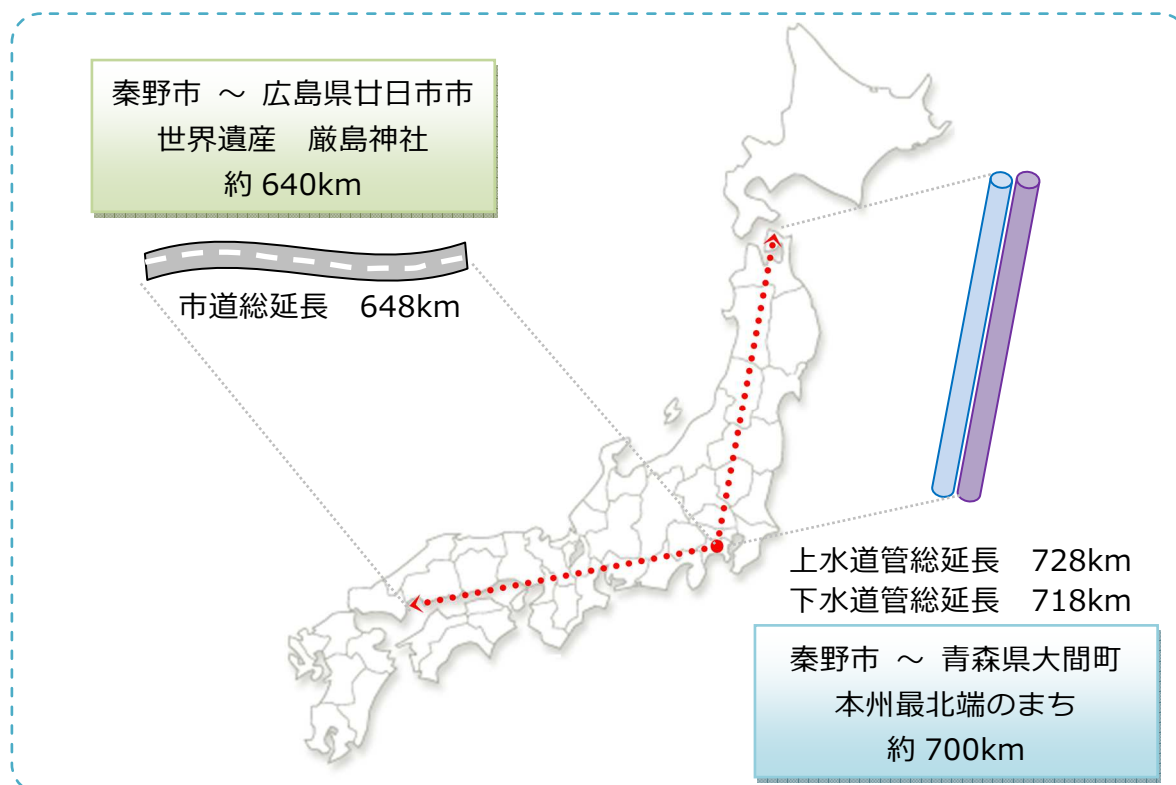 秦野市 ～ 広島県廿日市市
世界遺産　厳島神社
約 640km
市道総延長　648km
上水道管総延長　728km
下水道管総延長　718km
秦野市 ～ 青森県大間町
本州最北端のまち
約 700km